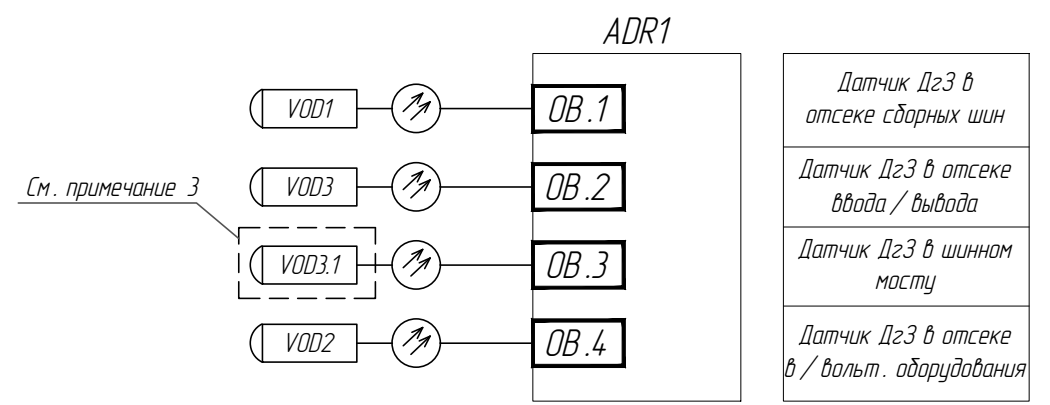 ADR1
VOD1
OB.1
Датчик ДгЗ в
отсеке сборных шин
VOD3
OB.2
Датчик ДгЗ в отсеке
ввода / вывода
См. примечание 3
VOD3.1
OB.3
Датчик ДгЗ в шинном
мосту
VOD2
OB.4
Датчик ДгЗ в отсеке
в / вольт. оборудования